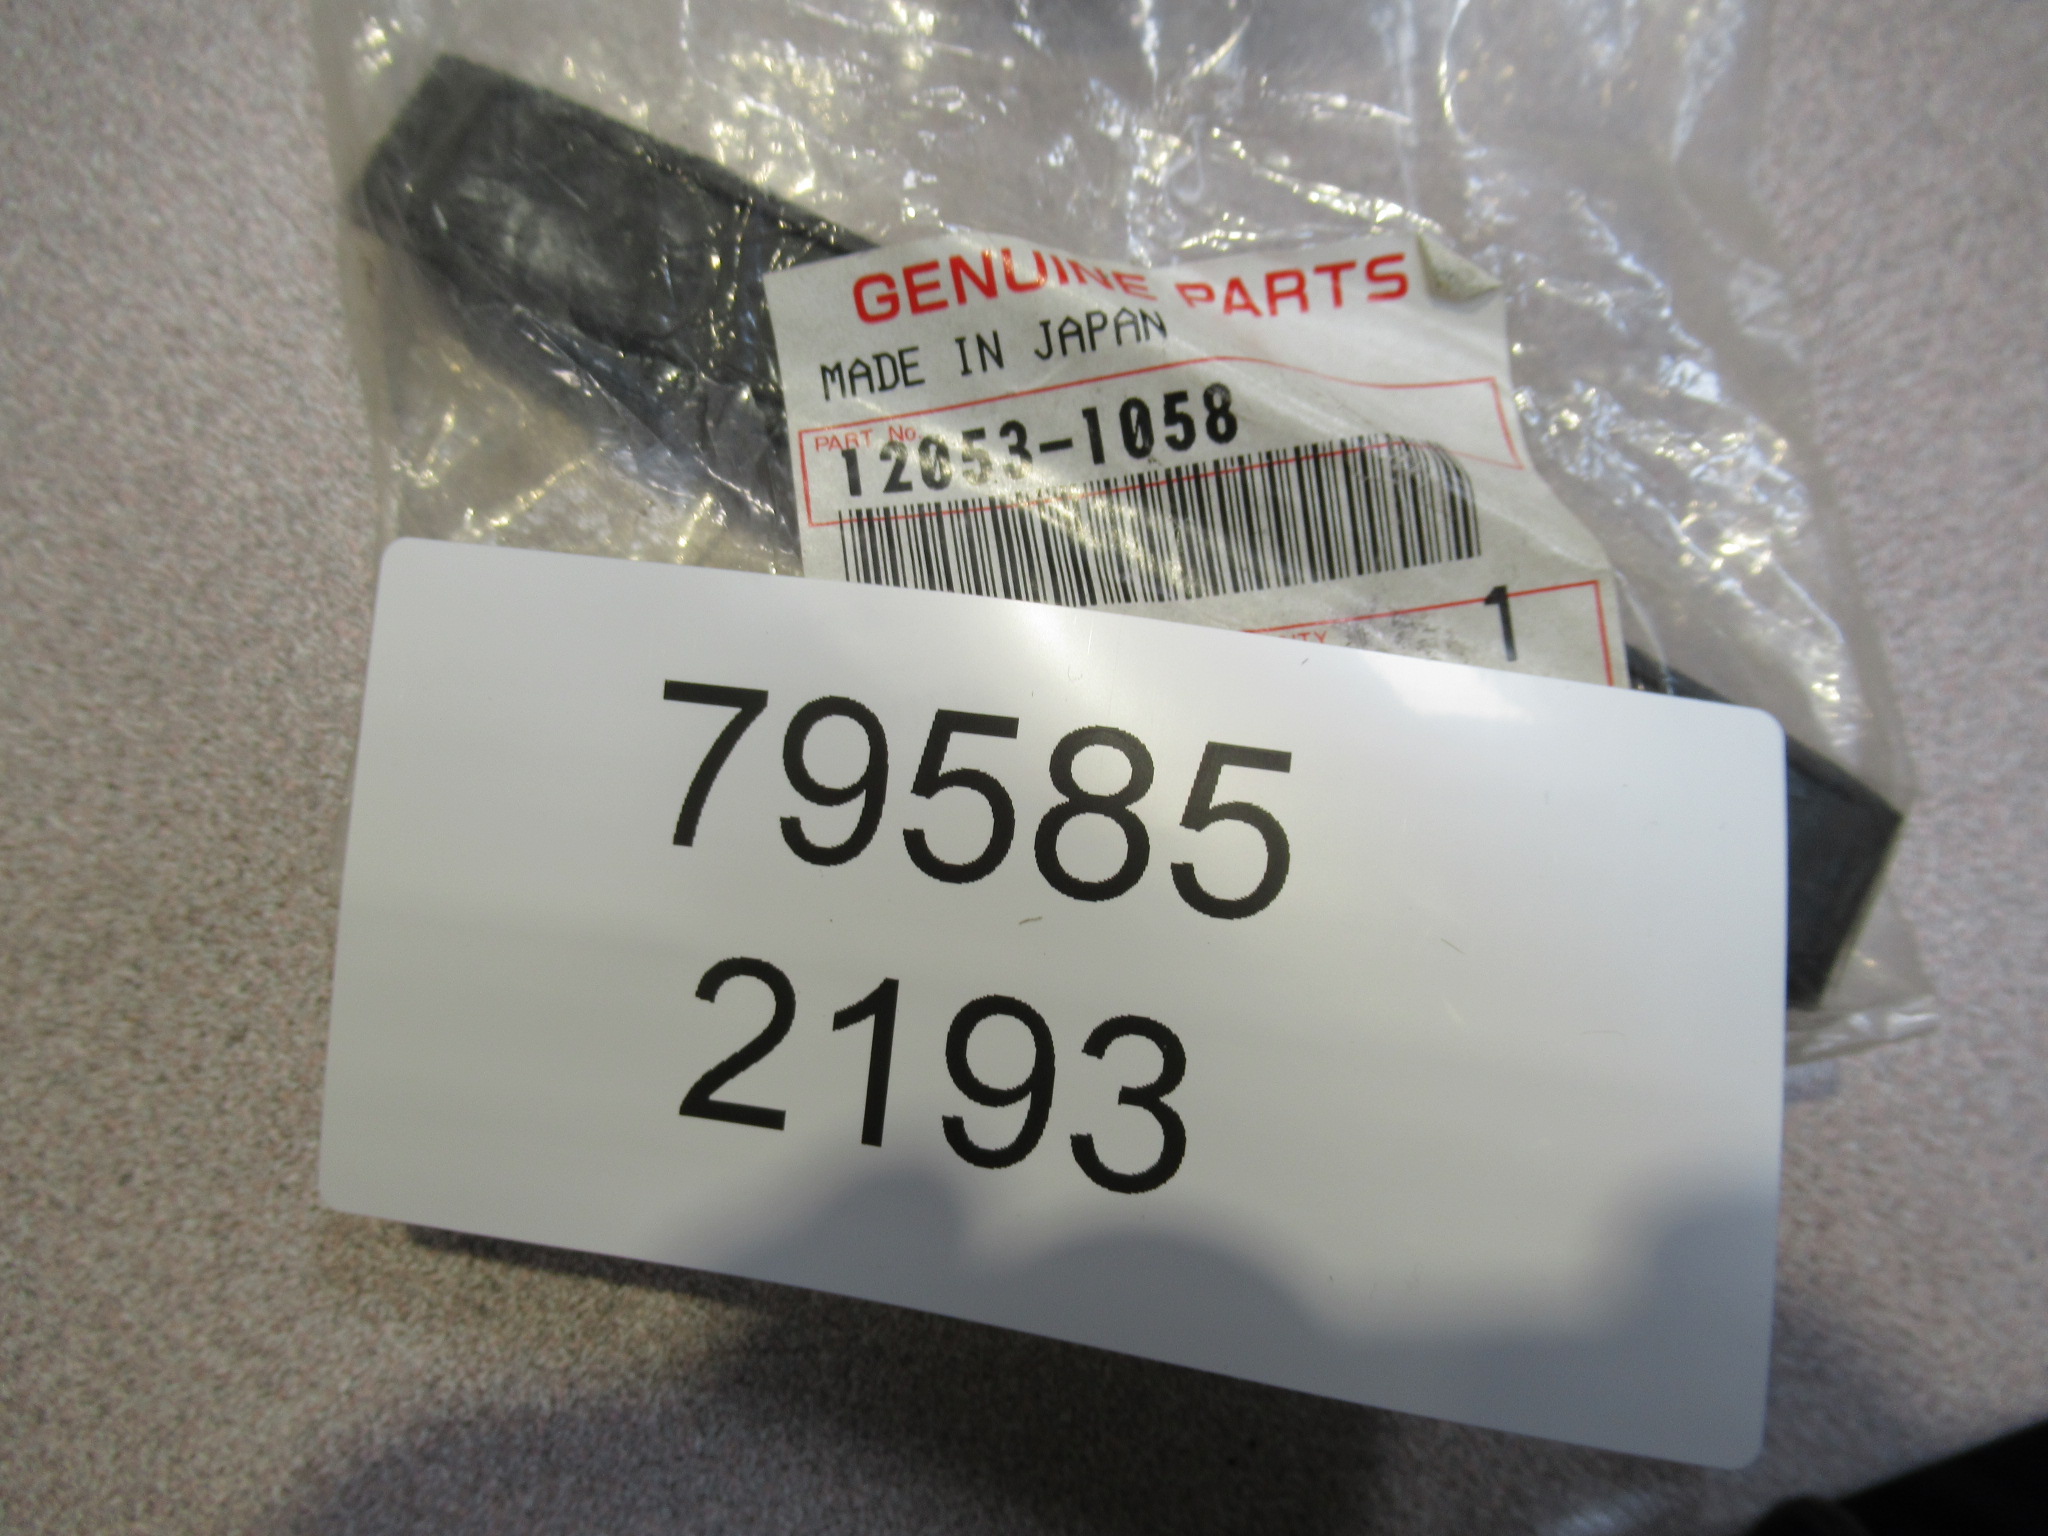 GENUINE PARTS
MADE IN JAPAN
PART No.
12053-1058
1
79585
2193